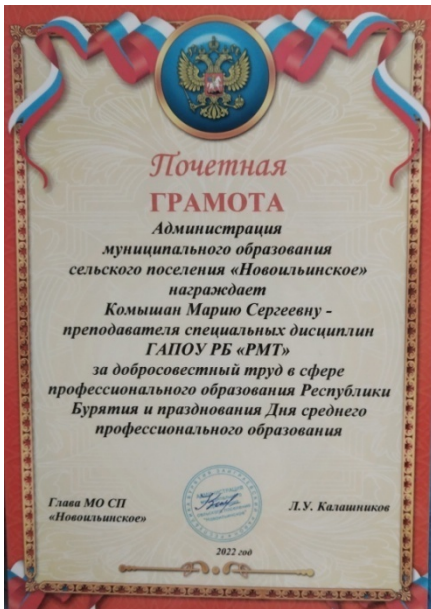 Почетная
ГРАМОТА
Администрация
муниципального образования
сельского поселения «Новоильинское»
награждает
Комышан Марию Сергеевну -
преподавателя специальных дисциплин
ГАПОУ РБ «РМТ»
за добросовестный труд в сфере
профессионального образования Республики
Бурятия и празднования Дня среднего
профессионального образования
Глава МО СП
«Новоильинское»
Л.У. Калашников
2022 год